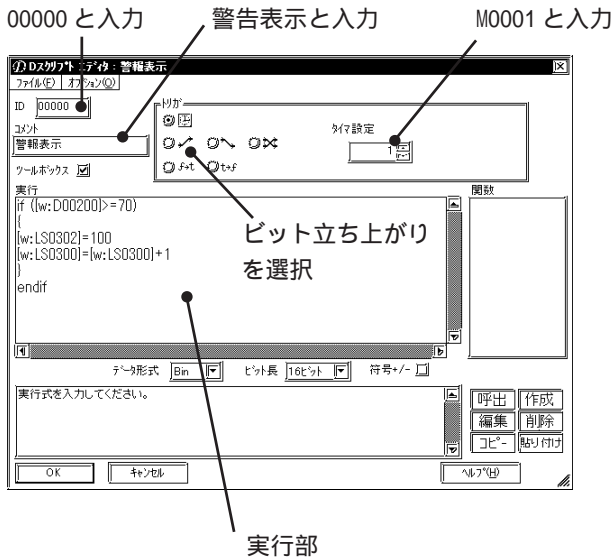 00000 と入力
警告表示と入力
M0001 と入力
Dスクリプトエディタ : 警報表示
ファイル(F) オプション(O)
ID 00000
コメント
警報表示
ツールボックス
トリガ
f→t
t→f
タイマ設定
1
実行
if ([w:D00200]>=70)
{
[w:LS0302]=100
[w:LS0300]=[w:LS0300]+1
}
endif
関数
ビット立ち上がり
を選択
データ形式 Bin ビット長 16ビット 符号+/-
実行式を入力してください。
呼出 作成
編集 削除
コピー 貼り付け
OK キャンセル ヘルプ(H)
実行部